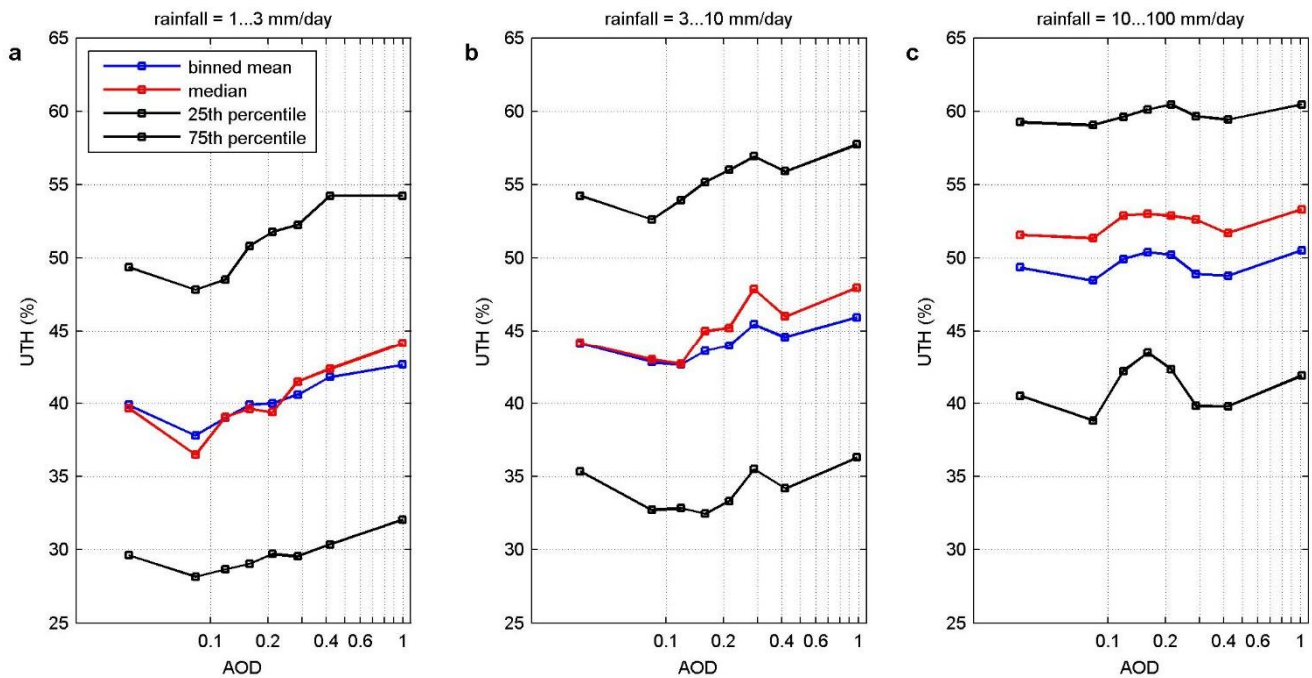 rainfall = 1...3 mm/day
a
65
60
55
50
45
40
35
30
25
UTH (%)
binned mean
median
25th percentile
75th percentile
0.1 0.2 0.4 0.6 1
AOD
rainfall = 3...10 mm/day
b
65
60
55
50
45
40
35
30
25
UTH (%)
0.1 0.2 0.4 0.6 1
AOD
rainfall = 10...100 mm/day
c
65
60
55
50
45
40
35
30
25
UTH (%)
0.1 0.2 0.4 0.6 1
AOD